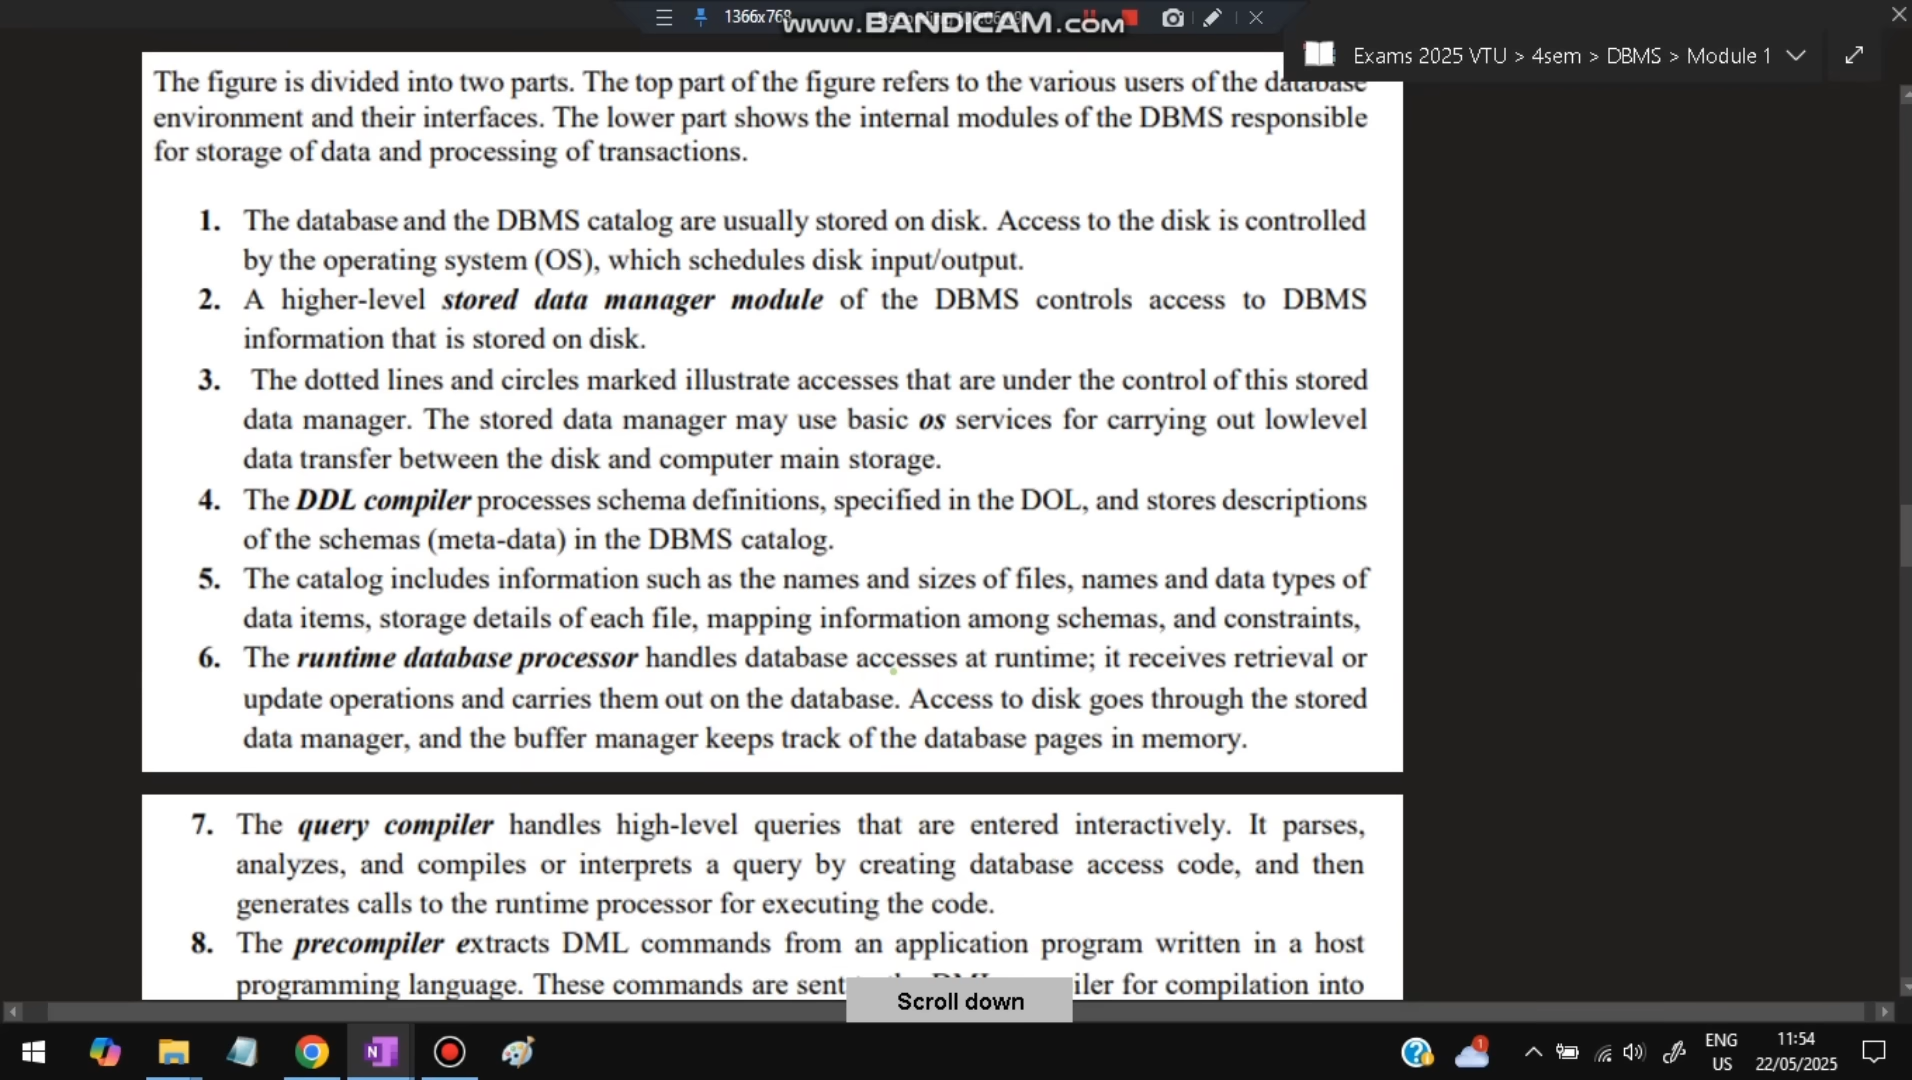 1366x768
www.BANDICAM.com
Exams 2025 VTU > 4sem > DBMS > Module 1
The figure is divided into two parts. The top part of the figure refers to the various users of the database
environment and their interfaces. The lower part shows the internal modules of the DBMS responsible
for storage of data and processing of transactions.
1. The database and the DBMS catalog are usually stored on disk. Access to the disk is controlled
by the operating system (OS), which schedules disk input/output.
2. A higher-level stored data manager module of the DBMS controls access to DBMS
information that is stored on disk.
3. The dotted lines and circles marked illustrate accesses that are under the control of this stored
data manager. The stored data manager may use basic os services for carrying out lowlevel
data transfer between the disk and computer main storage.
4. The DDL compiler processes schema definitions, specified in the DOL, and stores descriptions
of the schemas (meta-data) in the DBMS catalog.
5. The catalog includes information such as the names and sizes of files, names and data types of
data items, storage details of each file, mapping information among schemas, and constraints,
6. The runtime database processor handles database accesses at runtime; it receives retrieval or
update operations and carries them out on the database. Access to disk goes through the stored
data manager, and the buffer manager keeps track of the database pages in memory.
7. The query compiler handles high-level queries that are entered interactively. It parses,
analyzes, and compiles or interprets a query by creating database access code, and then
generates calls to the runtime processor for executing the code.
8. The precompiler extracts DML commands from an application program written in a host
programming language. These commands are sent iler for compilation into
Scroll down
N
1
ENG
US
11:54
22/05/2025